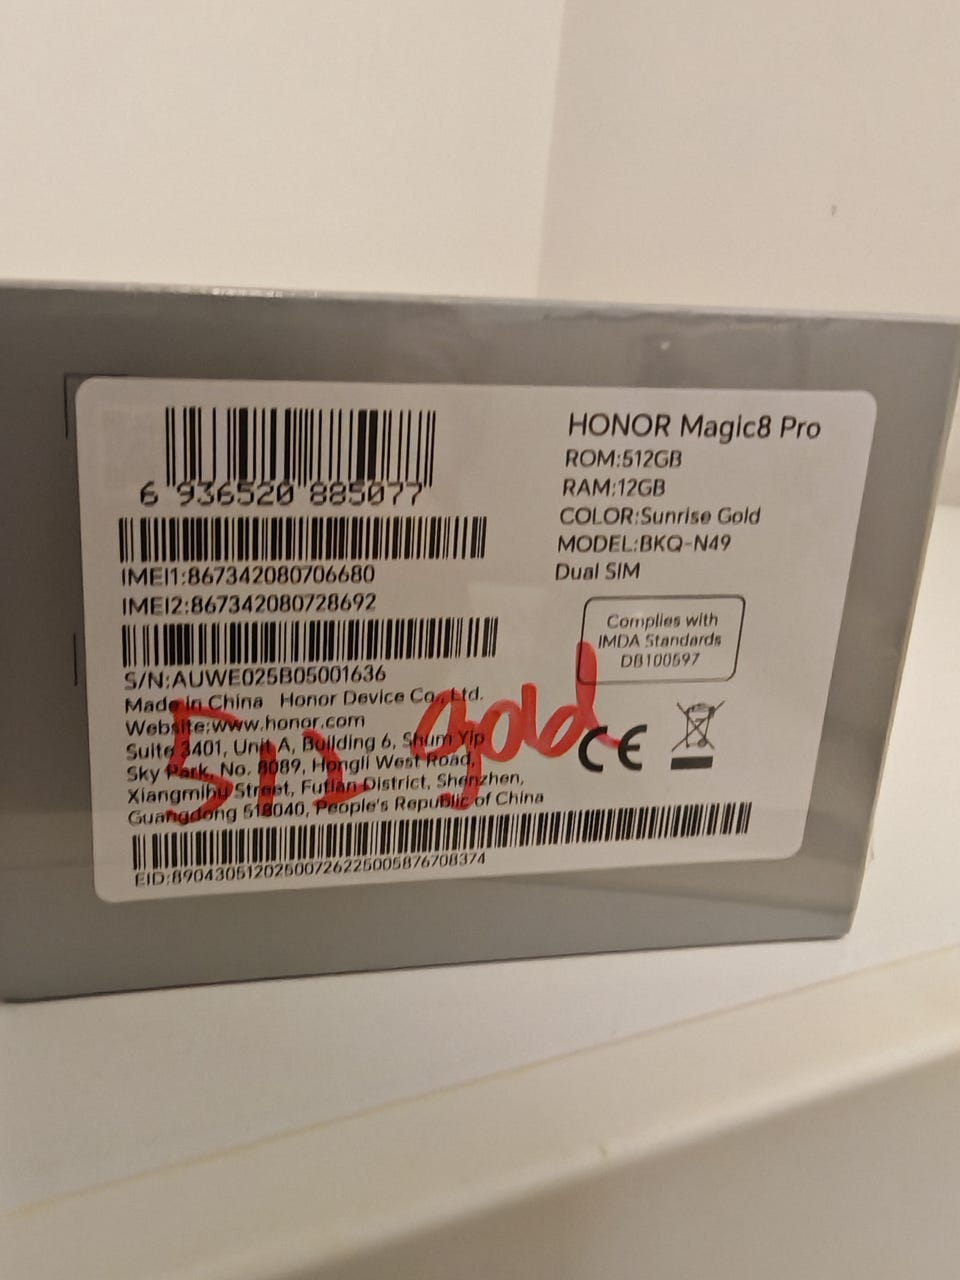 6 936520 885077
IMEI1:867342080706680
IMEI2:867342080728692
S/N:AUWE025B05001636
Made in China Honor Device Co., Ltd.
Website:www.honor.com
Suite 3401, Unit A, Building 6, Shum Yip
Sky Park, No. 8089, Hongli West Road,
Xiangmihu Street, Futian District, Shenzhen,
Guangdong 518040, People's Republic of China
EID:89043051202500726225005876708374
HONOR Magic8 Pro
ROM:512GB
RAM:12GB
COLOR:Sunrise Gold
MODEL:BKQ-N49
Dual SIM
Complies with
IMDA Standards
DB100597
CE
512 gold